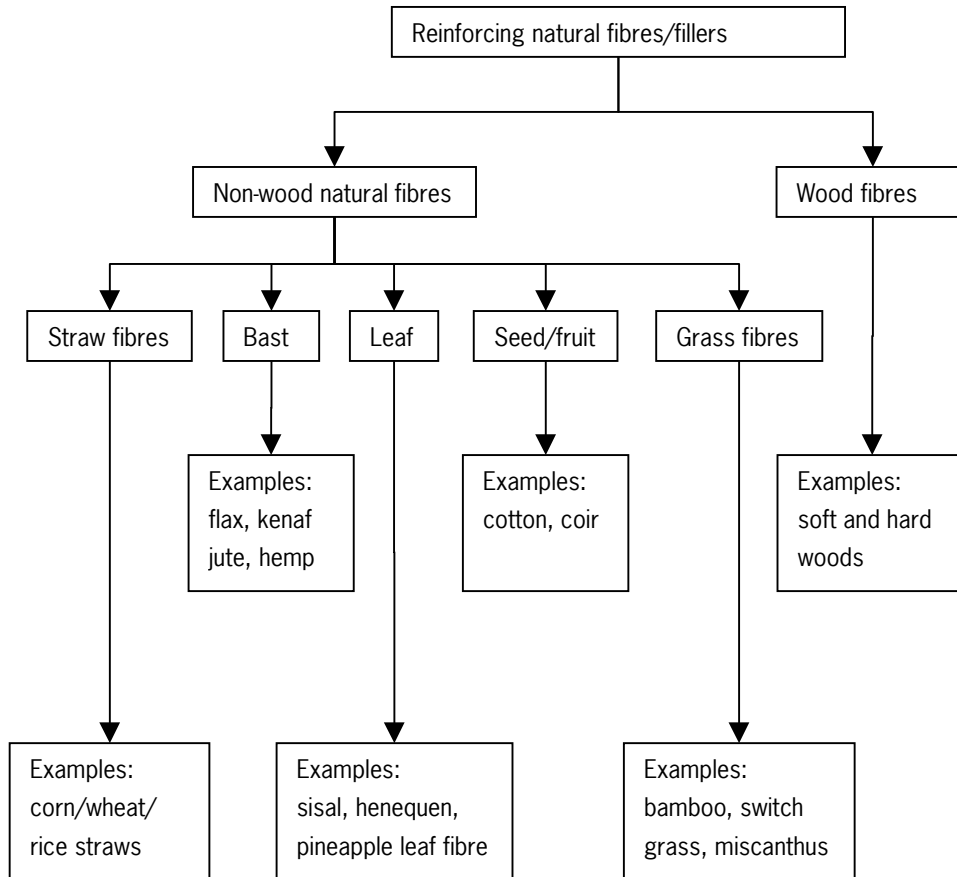 Reinforcing natural fibres/fillers
Non-wood natural fibres
Wood fibres
Straw fibres
Bast
Leaf
Seed/fruit
Grass fibres
Examples:
flax, kenaf
jute, hemp
Examples:
cotton, coir
Examples:
soft and hard
woods
Examples:
corn/wheat/
rice straws
Examples:
sisal, henequen,
pineapple leaf fibre
Examples:
bamboo, switch
grass, miscanthus